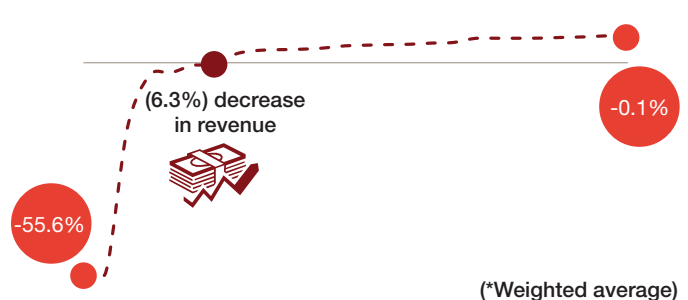 (6.3%) decrease
in revenue
-0.1%
-55.6%
(*Weighted average)